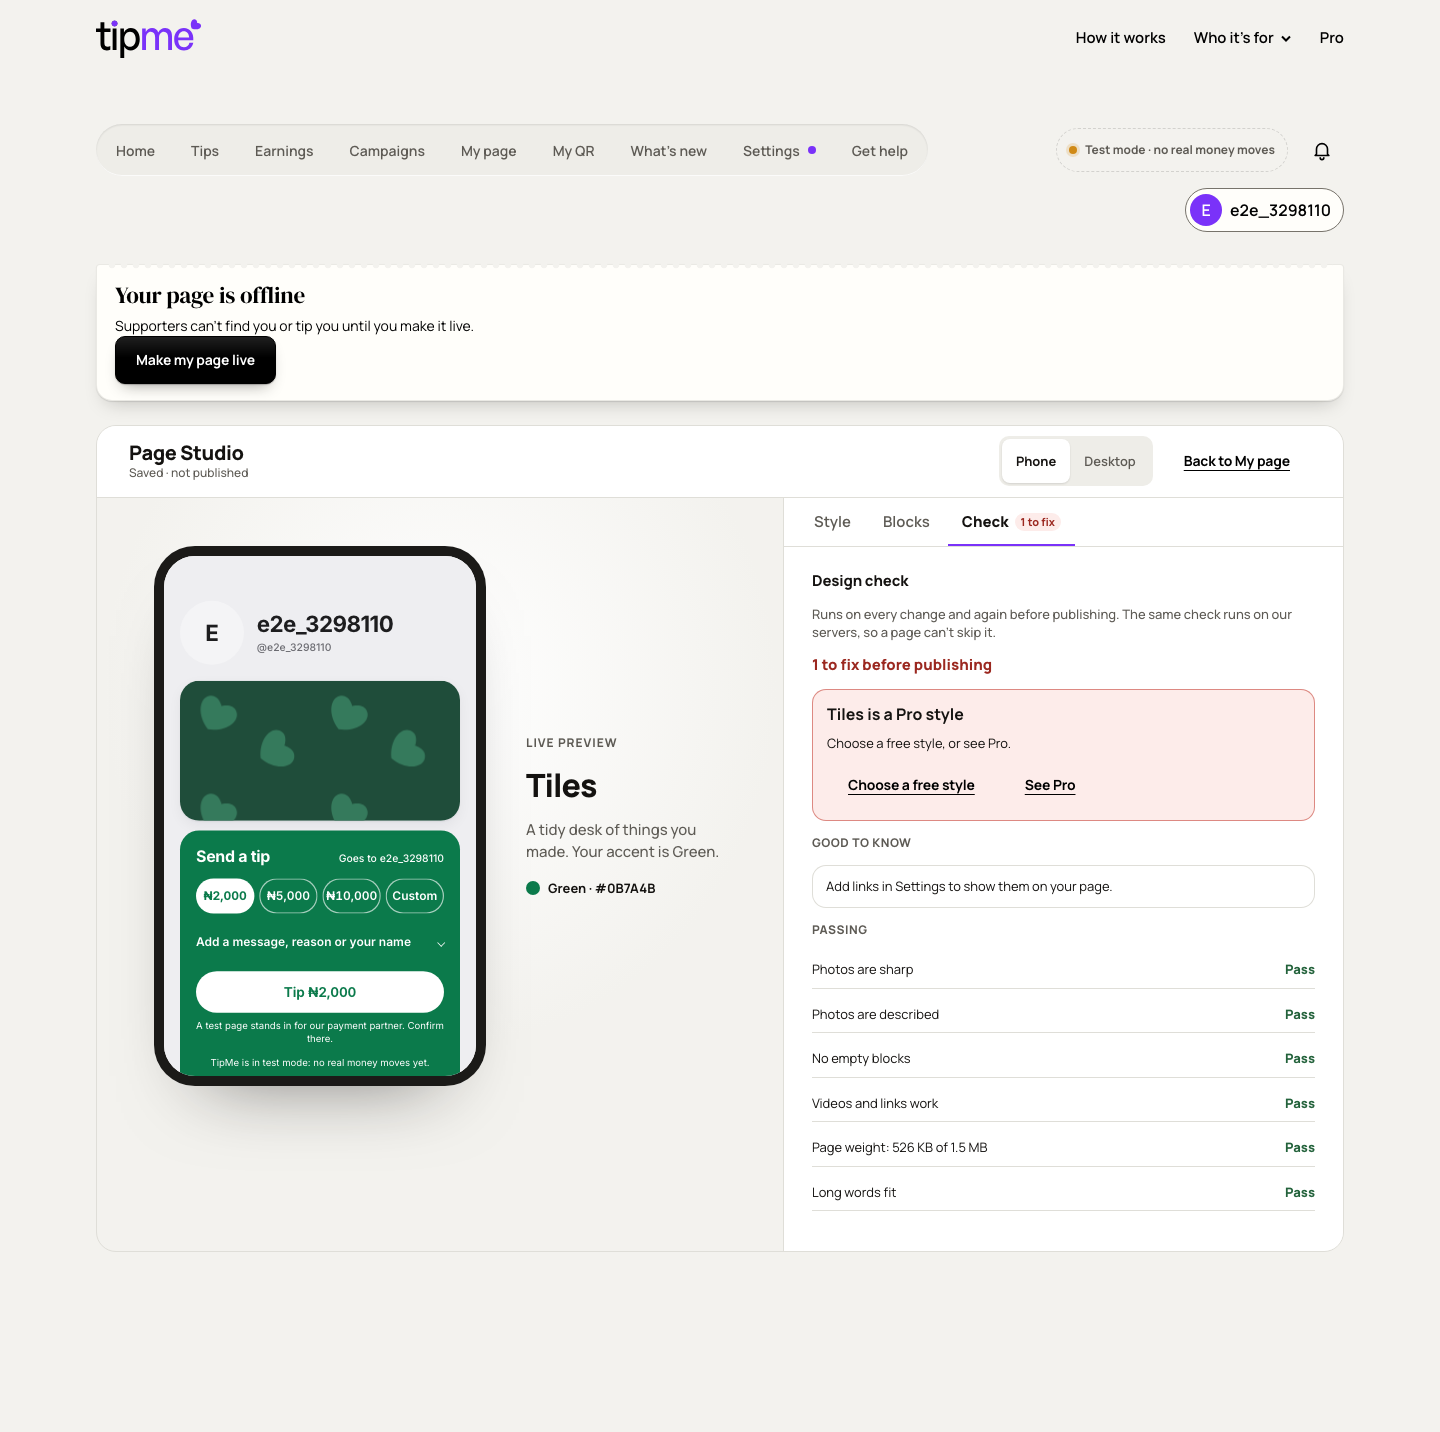 tipme
How it works
Who it's for
Pro
Home
Tips
Earnings
Campaigns
My page
My QR
What's new
Settings
Get help
Test mode · no real money moves
E
e2e_3298110
Your page is offline
Supporters can't find you or tip you until you make it live.
Make my page live
Page Studio
Saved · not published
Phone
Desktop
Back to My page
E
e2e_3298110
@e2e_3298110
Send a tip
Goes to e2e_3298110
₦2,000
₦5,000
₦10,000
Custom
Add a message, reason or your name
Tip ₦2,000
A test page stands in for our payment partner. Confirm
there.
TipMe is in test mode: no real money moves yet.
LIVE PREVIEW
Tiles
A tidy desk of things you
made. Your accent is Green.
Green · #0B7A4B
Style
Blocks
Check
1 to fix
Design check
Runs on every change and again before publishing. The same check runs on our
servers, so a page can't skip it.
1 to fix before publishing
Tiles is a Pro style
Choose a free style, or see Pro.
Choose a free style
See Pro
GOOD TO KNOW
Add links in Settings to show them on your page.
PASSING
Photos are sharp
Pass
Photos are described
Pass
No empty blocks
Pass
Videos and links work
Pass
Page weight: 526 KB of 1.5 MB
Pass
Long words fit
Pass